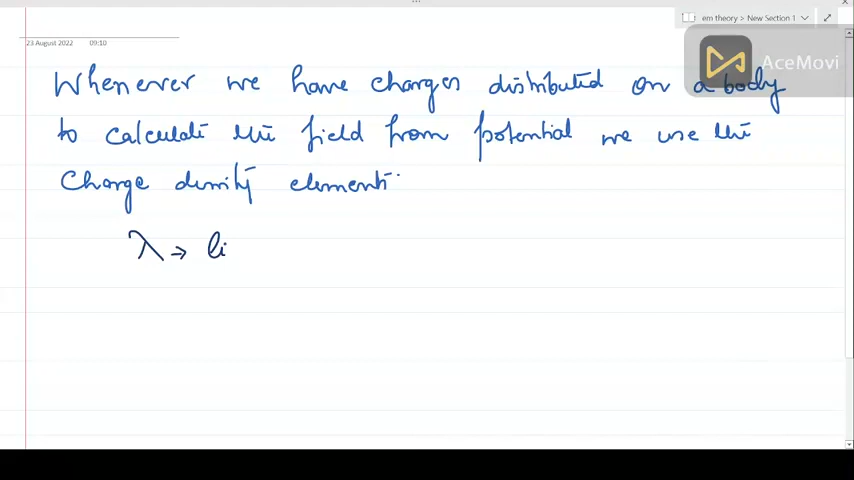 em theory > New Section 1
23 August 2022 09:10
AceMovi
Whenever we have charges distributed on a body
to calculate the field from potential we use the
Charge density elements.
λ → li